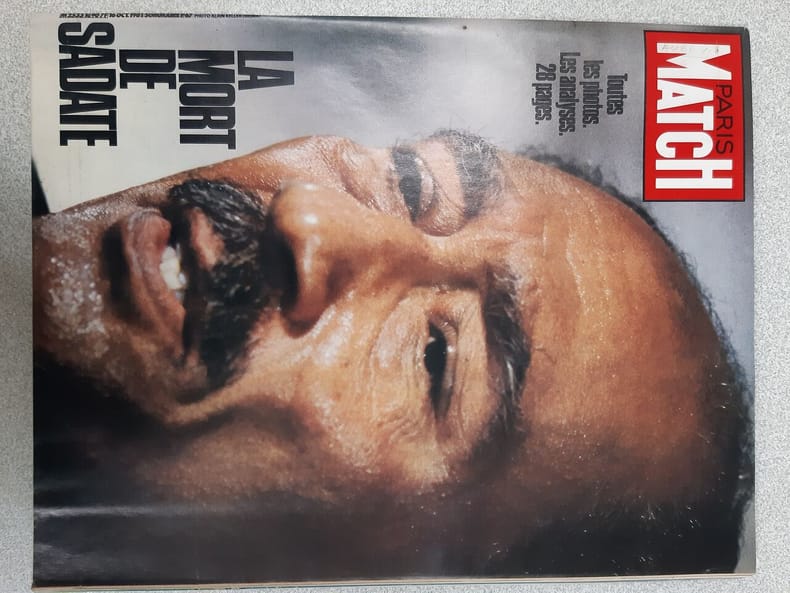 PARIS
MATCH
Toutes
les photos.
Les analyses.
28 pages.
LA
MORT
DE
SADATE